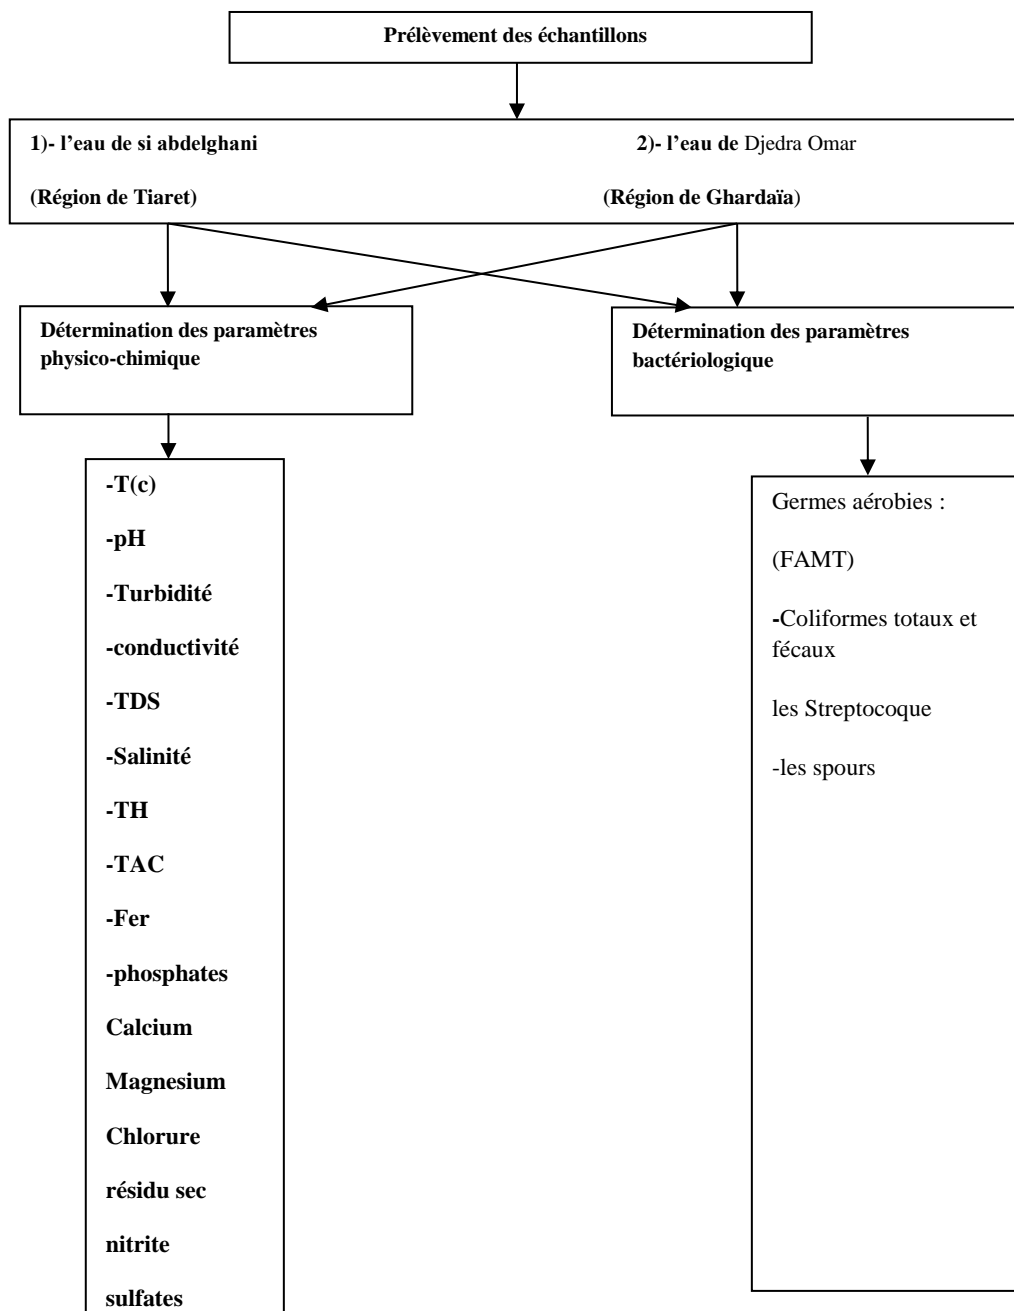 Prélèvement des échantillons
1)- l’eau de si abdelghani
2)- l’eau de Djedra Omar
(Région de Tiaret)
(Région de Ghardaïa)
Détermination des paramètres
physico-chimique
Détermination des paramètres
bactériologique
-T(c)
-pH
-Turbidité
-conductivité
-TDS
-Salinité
-TH
-TAC
-Fer
-phosphates
Calcium
Magnesium
Chlorure
résidu sec
nitrite
sulfates
Germes aérobies :
(FAMT)
-Coliformes totaux et
fécaux
les Streptocoque
-les spours